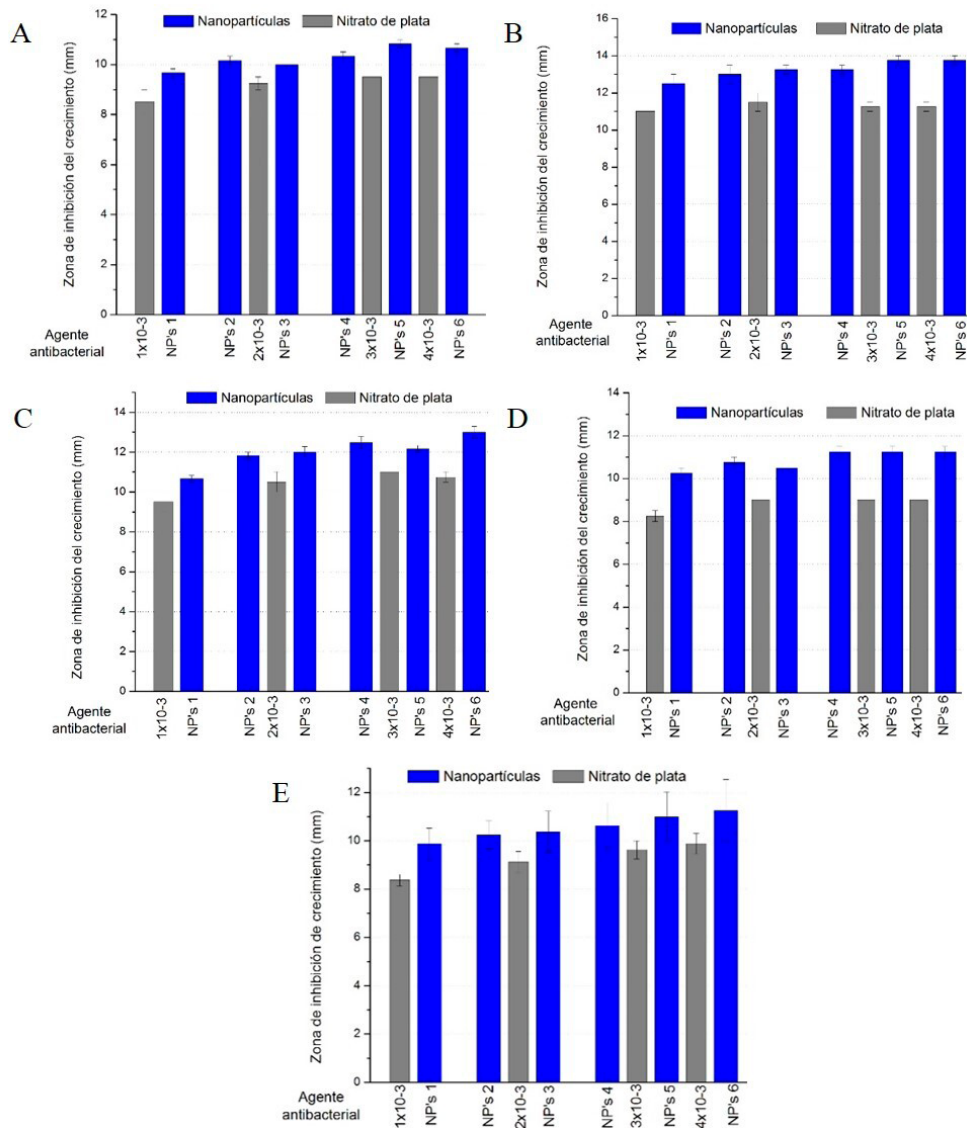 A
Nanopartículas Nitrato de plata
Zona de inhibición del crecimiento (mm)
12
10
8
6
4
2
0
Agente
antibacterial
1x10-3
NP's 1
NP's 2
2x10-3
NP's 3
NP's 4
3x10-3
NP's 5
4x10-3
NP's 6
B
Nanopartículas Nitrato de plata
Zona de inhibición del crecimiento (mm)
16
14
12
10
8
6
4
2
0
Agente
antibacterial
1x10-3
NP's 1
NP's 2
2x10-3
NP's 3
NP's 4
3x10-3
NP's 5
4x10-3
NP's 6
C
Nanopartículas Nitrato de plata
Zona de inhibición del crecimiento (mm)
14
12
10
8
6
4
2
0
Agente
antibacterial
1x10-3
NP's 1
NP's 2
2x10-3
NP's 3
NP's 4
3x10-3
NP's 5
4x10-3
NP's 6
D
Nanopartículas Nitrato de plata
Zona de inhibición del crecimiento (mm)
12
10
8
6
4
2
0
Agente
antibacterial
1x10-3
NP's 1
NP's 2
2x10-3
NP's 3
NP's 4
3x10-3
NP's 5
4x10-3
NP's 6
E
Nanopartículas Nitrato de plata
Zona de inhibición de crecimiento (mm)
12
10
8
6
4
2
0
Agente
antibacterial
1x10-3
NP's 1
NP's 2
2x10-3
NP's 3
NP's 4
3x10-3
NP's 5
4x10-3
NP's 6